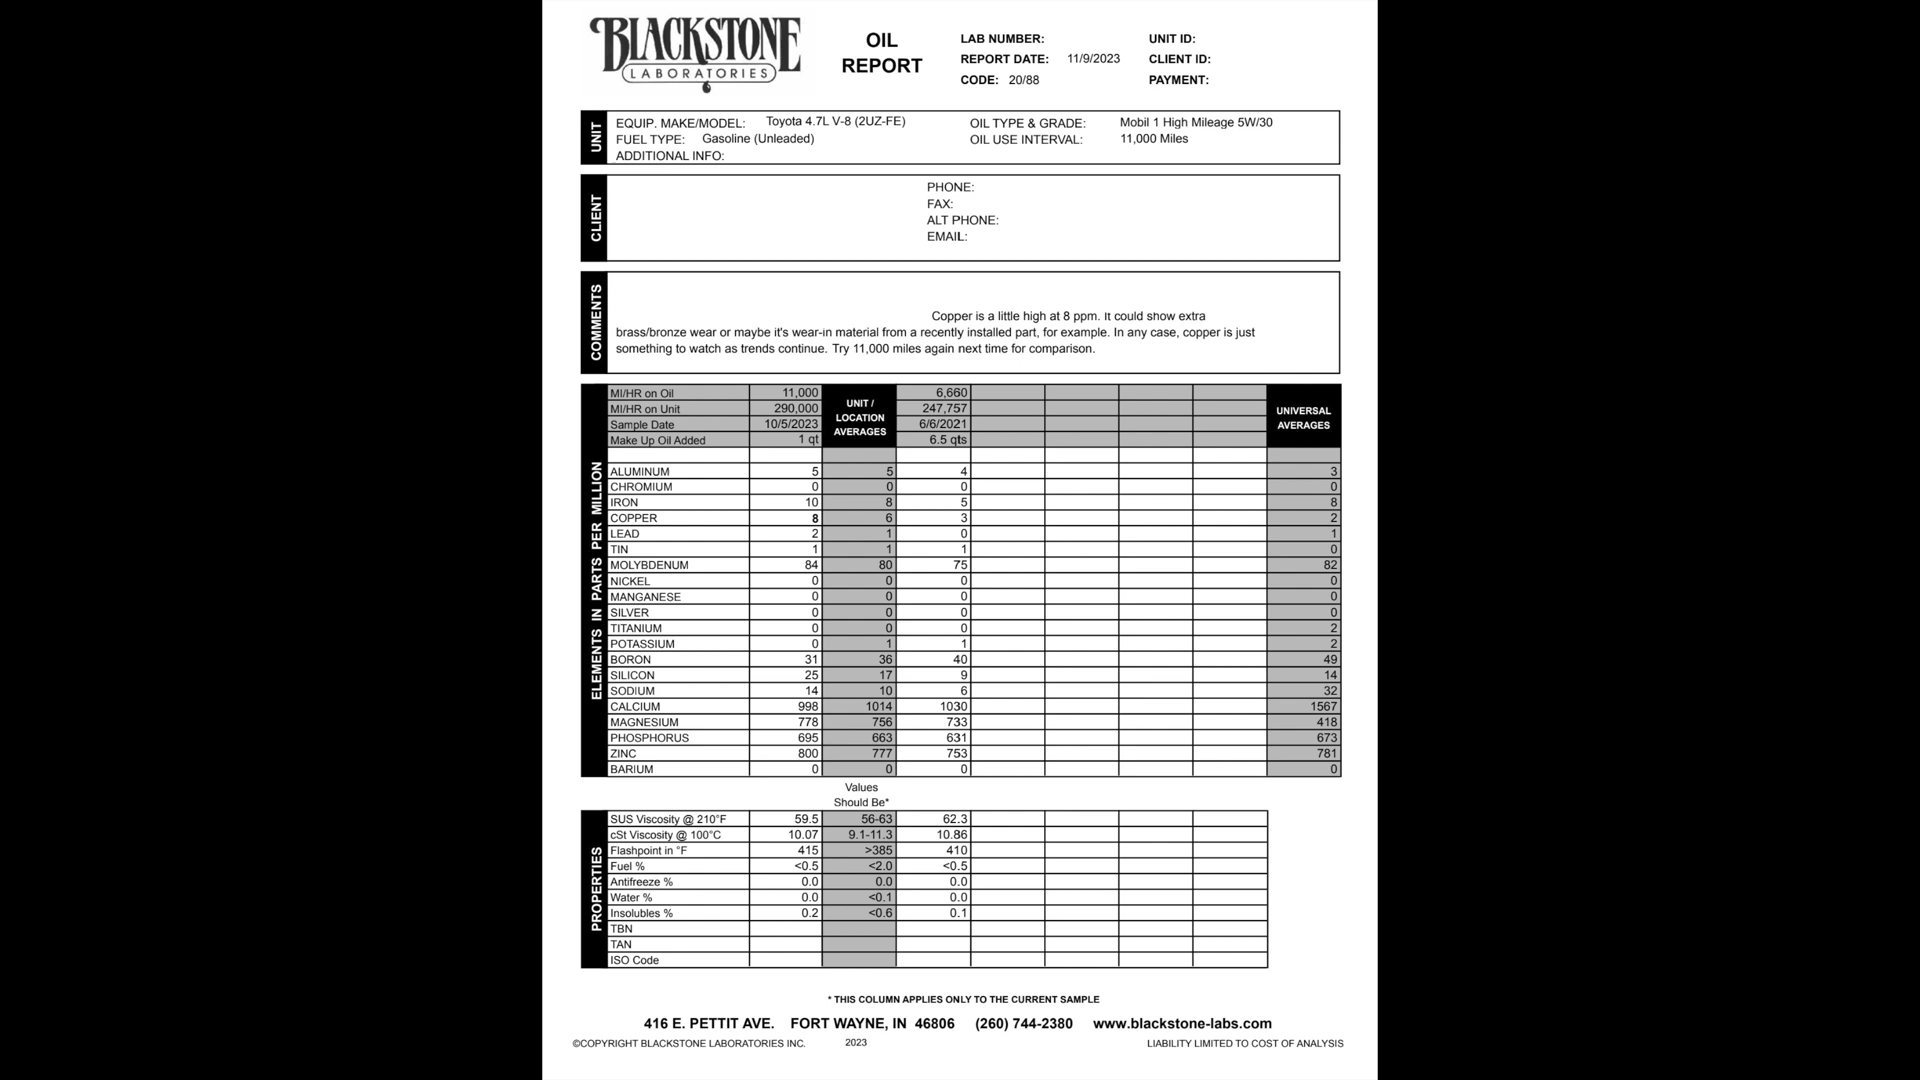 BLACKSTONE
LABORATORIES
OIL
REPORT
LAB NUMBER:
REPORT DATE: 11/9/2023
CODE: 20/88
UNIT ID:
CLIENT ID:
PAYMENT:
UNIT
EQUIP. MAKE/MODEL: Toyota 4.7L V-8 (2UZ-FE)
FUEL TYPE: Gasoline (Unleaded)
ADDITIONAL INFO:
OIL TYPE & GRADE: Mobil 1 High Mileage 5W/30
OIL USE INTERVAL: 11,000 Miles
CLIENT
PHONE:
FAX:
ALT PHONE:
EMAIL:
COMMENTS
Copper is a little high at 8 ppm. It could show extra
brass/bronze wear or maybe it's wear-in material from a recently installed part, for example. In any case, copper is just
something to watch as trends continue. Try 11,000 miles again next time for comparison.
MI/HR on Oil 11,000 6,660
MI/HR on Unit 290,000 247,757
Sample Date 10/5/2023 6/6/2021
Make Up Oil Added 1 qt 6.5 qts
UNIT /
LOCATION
AVERAGES
UNIVERSAL
AVERAGES
ELEMENTS IN PARTS PER MILLION
ALUMINUM 5 5 4 3
CHROMIUM 0 0 0 0
IRON 10 8 5 8
COPPER 8 6 3 2
LEAD 2 1 0 1
TIN 1 1 1 0
MOLYBDENUM 84 80 75 82
NICKEL 0 0 0 0
MANGANESE 0 0 0 0
SILVER 0 0 0 0
TITANIUM 0 0 0 2
POTASSIUM 0 1 1 2
BORON 31 36 40 49
SILICON 25 17 9 14
SODIUM 14 10 6 32
CALCIUM 998 1014 1030 1567
MAGNESIUM 778 756 733 418
PHOSPHORUS 695 663 631 673
ZINC 800 777 753 781
BARIUM 0 0 0 0
Values
Should Be*
PROPERTIES
SUS Viscosity @ 210°F 59.5 56-63 62.3
cSt Viscosity @ 100°C 10.07 9.1-11.3 10.86
Flashpoint in °F 415 >385 410
Fuel % <0.5 <2.0 <0.5
Antifreeze % 0.0 0.0 0.0
Water % 0.0 <0.1 0.0
Insolubles % 0.2 <0.6 0.1
TBN
TAN
ISO Code
* THIS COLUMN APPLIES ONLY TO THE CURRENT SAMPLE
416 E. PETTIT AVE. FORT WAYNE, IN 46806 (260) 744-2380 www.blackstone-labs.com
©COPYRIGHT BLACKSTONE LABORATORIES INC. 2023 LIABILITY LIMITED TO COST OF ANALYSIS